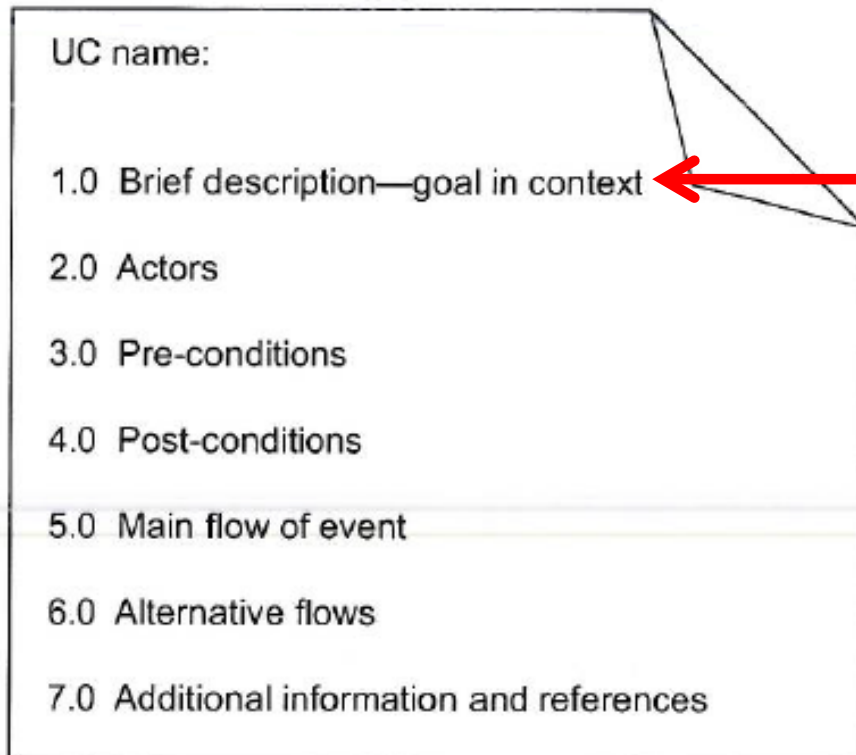 UC name:
1.0 Brief description—goal in context
2.0 Actors
3.0 Pre-conditions
4.0 Post-conditions
5.0 Main flow of event
6.0 Alternative flows
7.0 Additional information and references